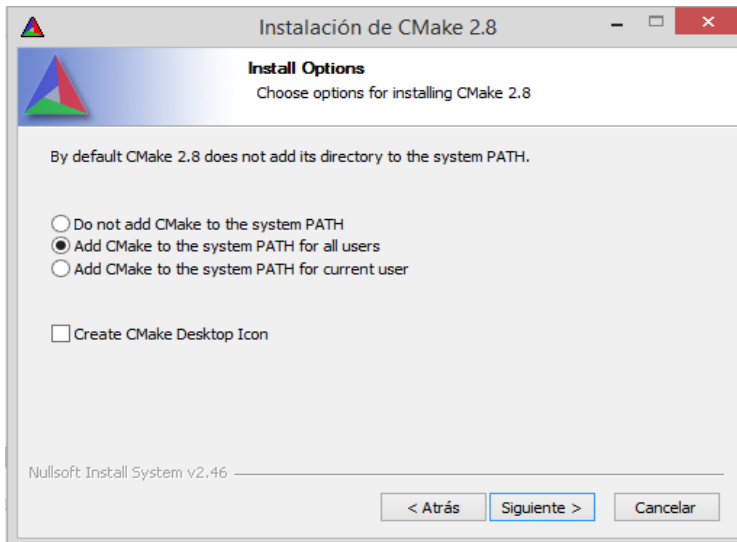 Instalación de CMake 2.8
Install Options
Choose options for installing CMake 2.8
By default CMake 2.8 does not add its directory to the system PATH.
Do not add CMake to the system PATH
Add CMake to the system PATH for all users
Add CMake to the system PATH for current user
Create CMake Desktop Icon
Nullsoft Install System v2.46
< Atrás Siguiente > Cancelar